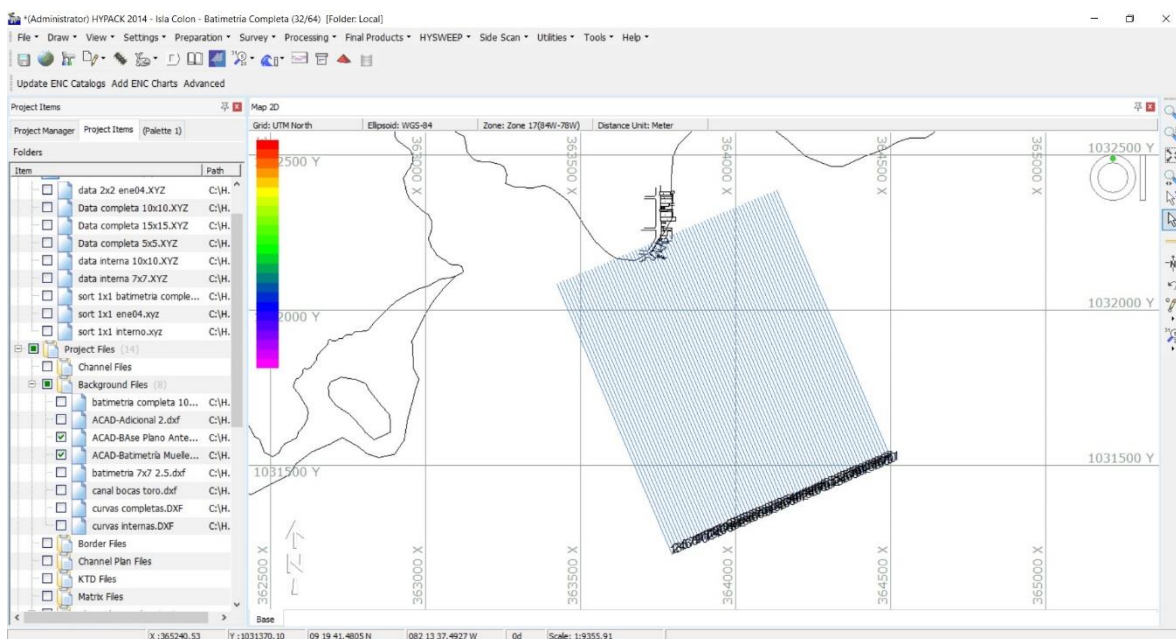 *(Administrator) HYPACK 2014 - Isla Colon - Batimetría Completa (32/64) [Folder: Local]
File Draw View Settings Preparation Survey Processing Final Products HYSWEEP Side Scan Utilities Tools Help
Update ENC Catalogs Add ENC Charts Advanced
Project Items
Project Manager Project Items (Palette 1)
Folders
Item Path
data 2x2 ene04.XYZ C:\H.
Data completa 10x10.XYZ C:\H.
Data completa 15x15.XYZ C:\H.
Data completa 5x5.XYZ C:\H.
data interna 10x10.XYZ C:\H.
data interna 7x7.XYZ C:\H.
sort 1x1 batimetria comple... C:\H.
sort 1x1 ene04.xyz C:\H.
sort 1x1 interno.xyz C:\H.
Project Files (14)
Channel Files
Background Files (8)
batimetria completa 10... C:\H.
ACAD-Adicional 2.dxf C:\H.
ACAD-BAse Plano Ante... C:\H.
ACAD-Batimetría Muelle... C:\H.
batimetria 7x7 2.5.dxf C:\H.
canal bocas toro.dxf C:\H.
curvas completas.DXF C:\H.
curvas internas.DXF C:\H.
Border Files
Channel Plan Files
KTD Files
Matrix Files
Map 2D
Grid: UTM North Ellipsoid: WGS-84 Zone: Zone 17(84W-78W) Distance Unit: Meter
363000 X 363500 X 364000 X 364500 X 365000 X
2500 Y 1032500 Y
2000 Y 1032000 Y
1031500 Y 1031500 Y
362500 X 363000 X 363500 X 364000 X 364500 X 365000 X
N
Base
X :365240.53 Y :1031370.10 09 19 41.4805 N 082 13 37.4927 W 0d Scale: 1:9355.91